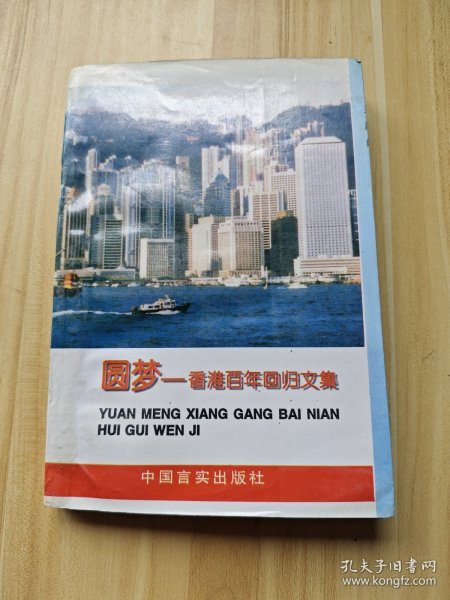 圆梦—香港百年回归文集
YUAN MENG XIANG GANG BAI NIAN
HUI GUI WEN JI
中国言实出版社
孔夫子旧书网
www.kongfz.com